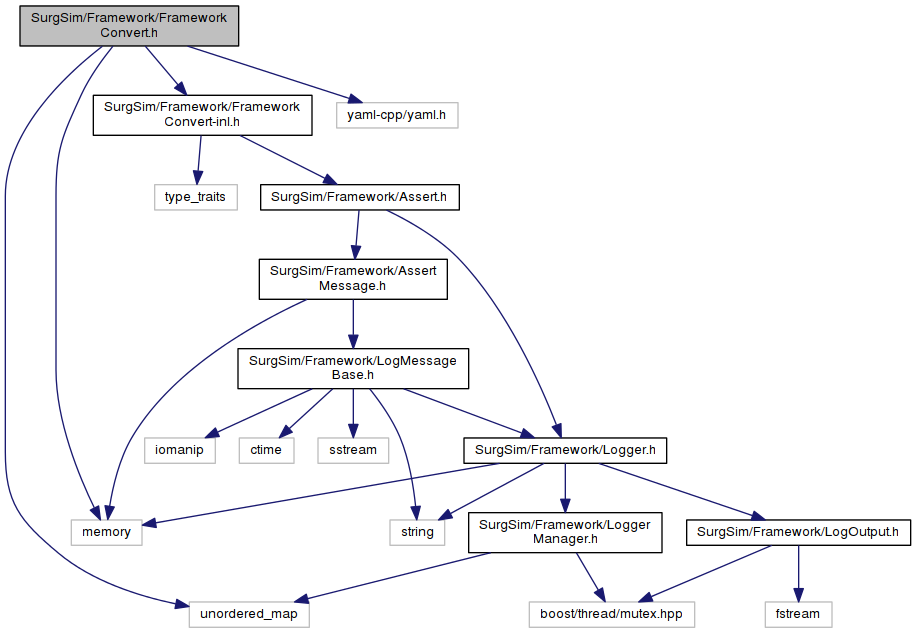 SurgSim/Framework/Framework
Convert.h
SurgSim/Framework/Framework
Convert-inl.h
yaml-cpp/yaml.h
type_traits
SurgSim/Framework/Assert.h
SurgSim/Framework/Assert
Message.h
SurgSim/Framework/LogMessage
Base.h
iomanip
ctime
sstream
SurgSim/Framework/Logger.h
memory
string
SurgSim/Framework/Logger
Manager.h
SurgSim/Framework/LogOutput.h
unordered_map
boost/thread/mutex.hpp
fstream